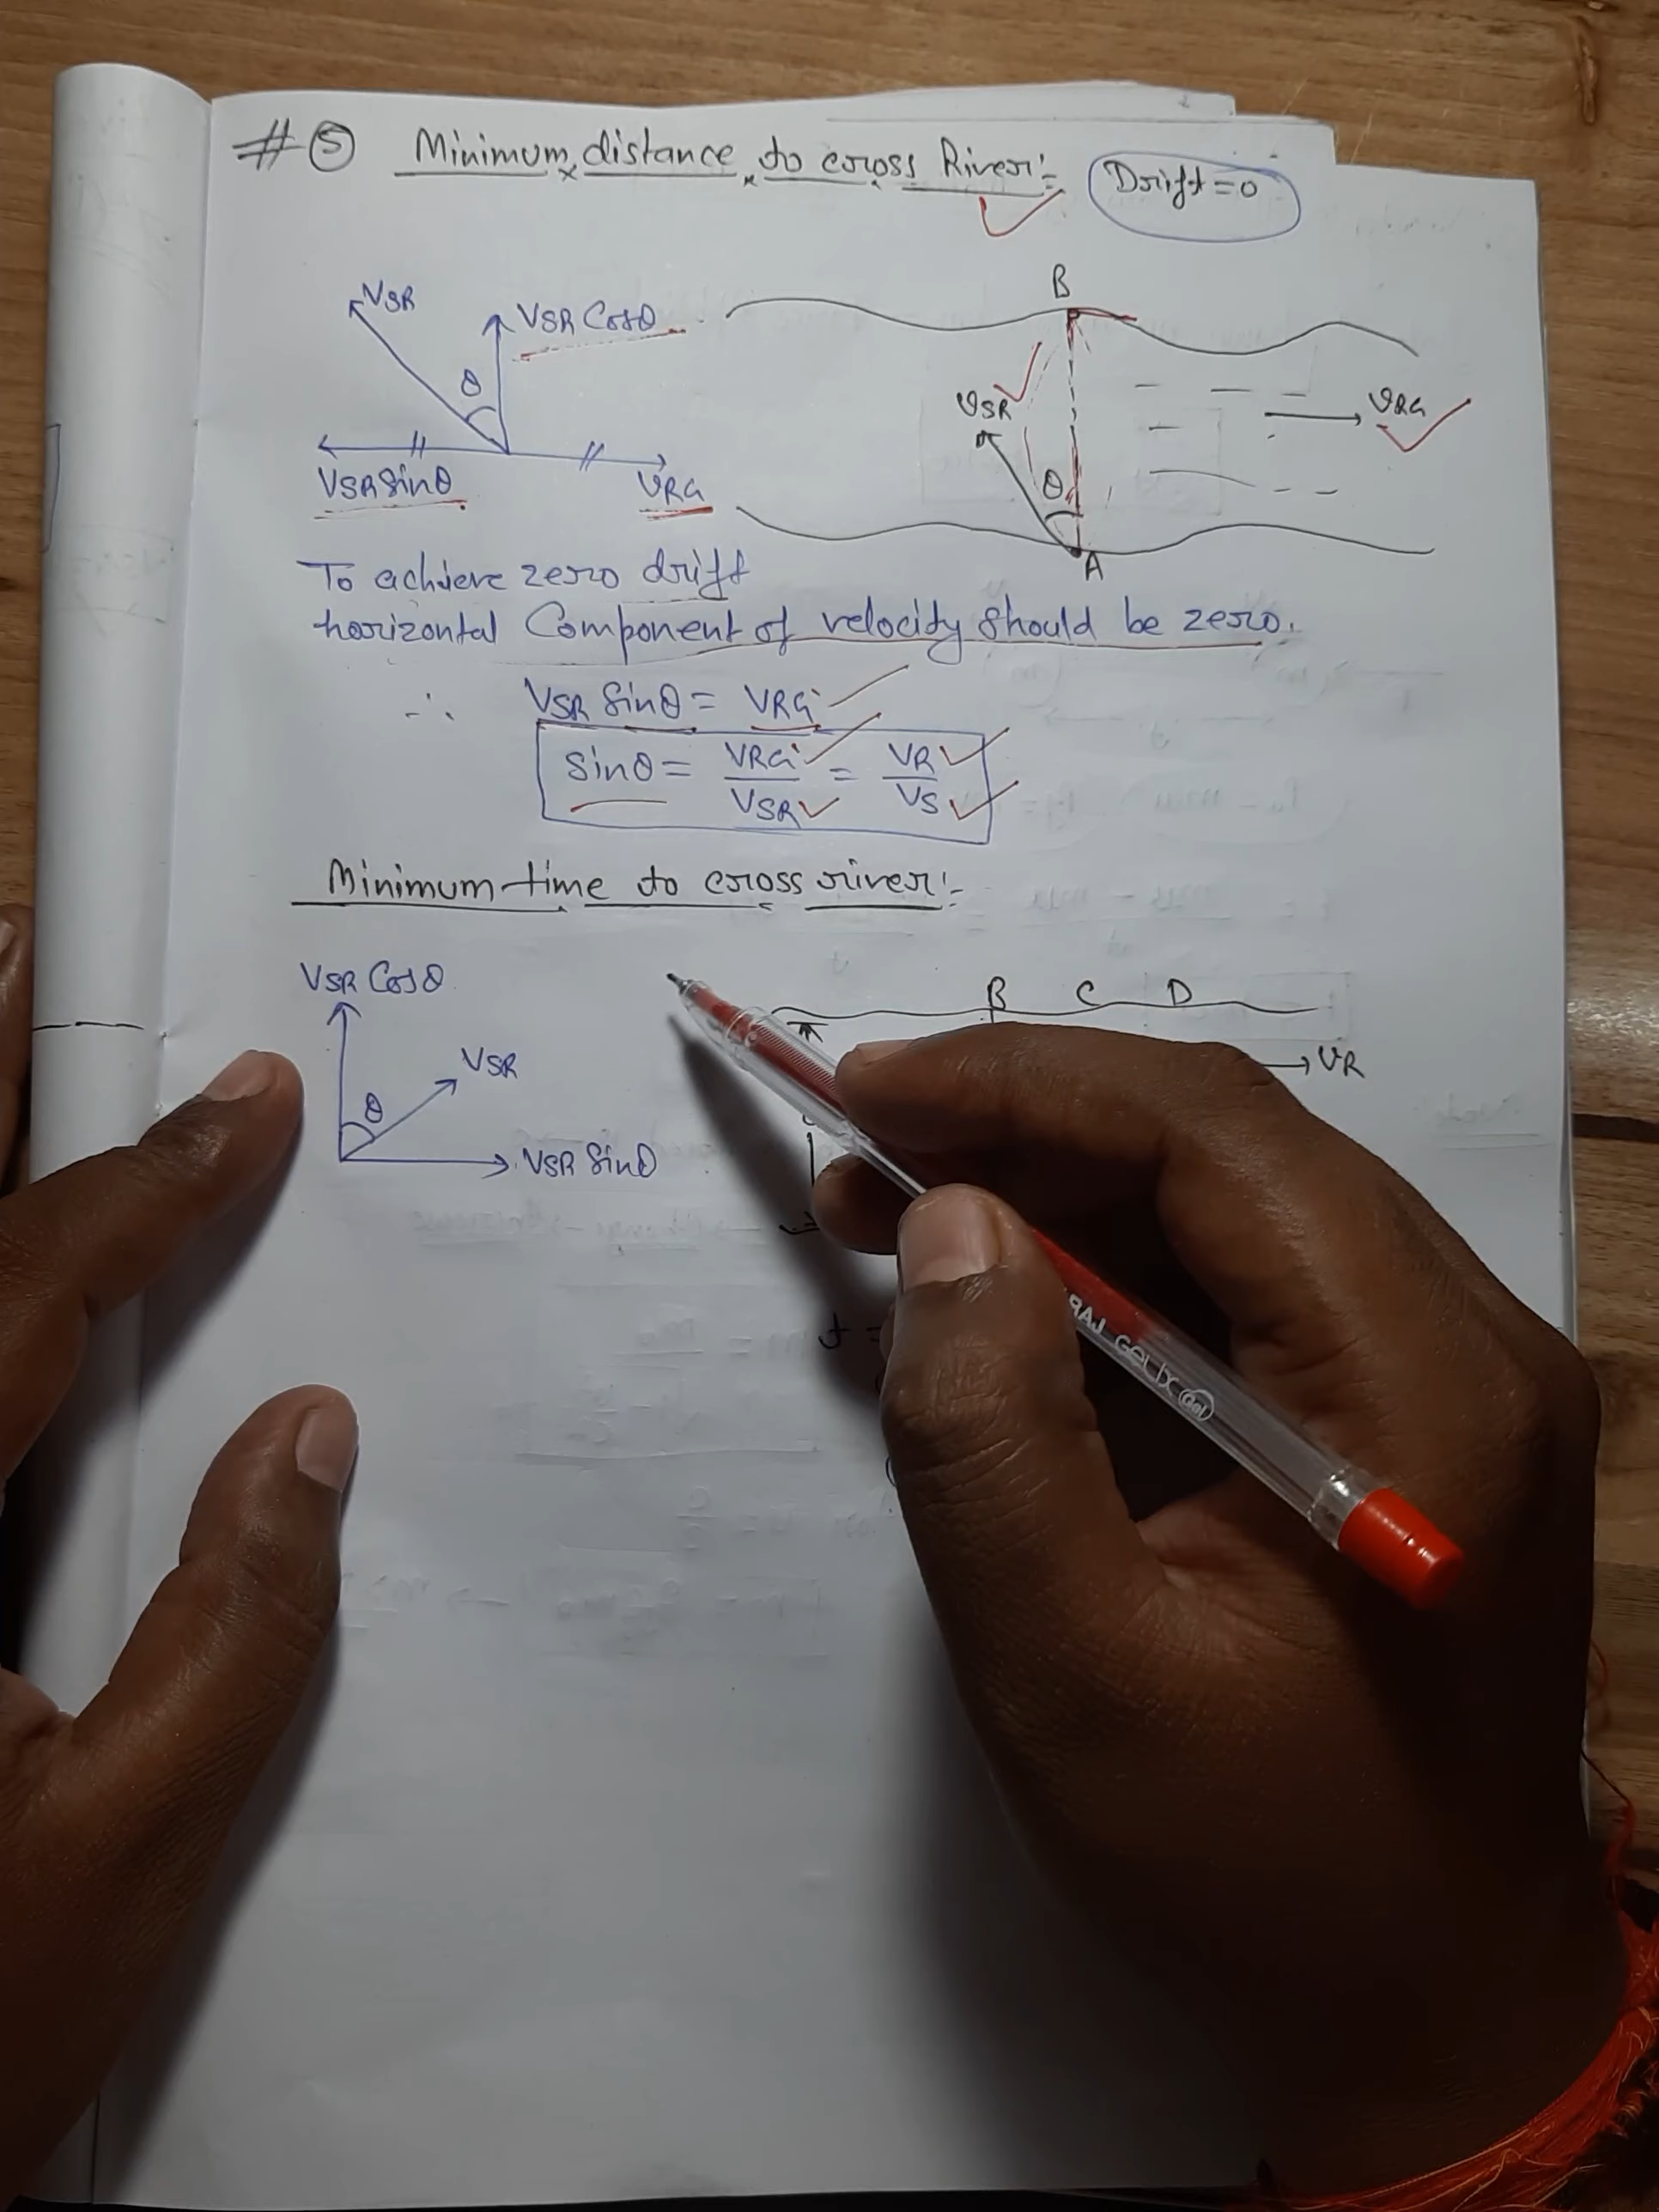 # ⑤ Minimum distance to cross River:- Drift=0
B
VSR
VSR Cosθ
θ
VSR
VRG
VSR Sinθ
VRG
θ
A
To achieve zero drift
horizontal Component of velocity should be zero.
∴ VSR Sinθ = VRG
Sinθ = VRG/VSR = VR/VS
Minimum time to cross river:-
VSR Cosθ
B C D
VSR
VR
θ
VSR Sinθ
t =
GELIX Gel